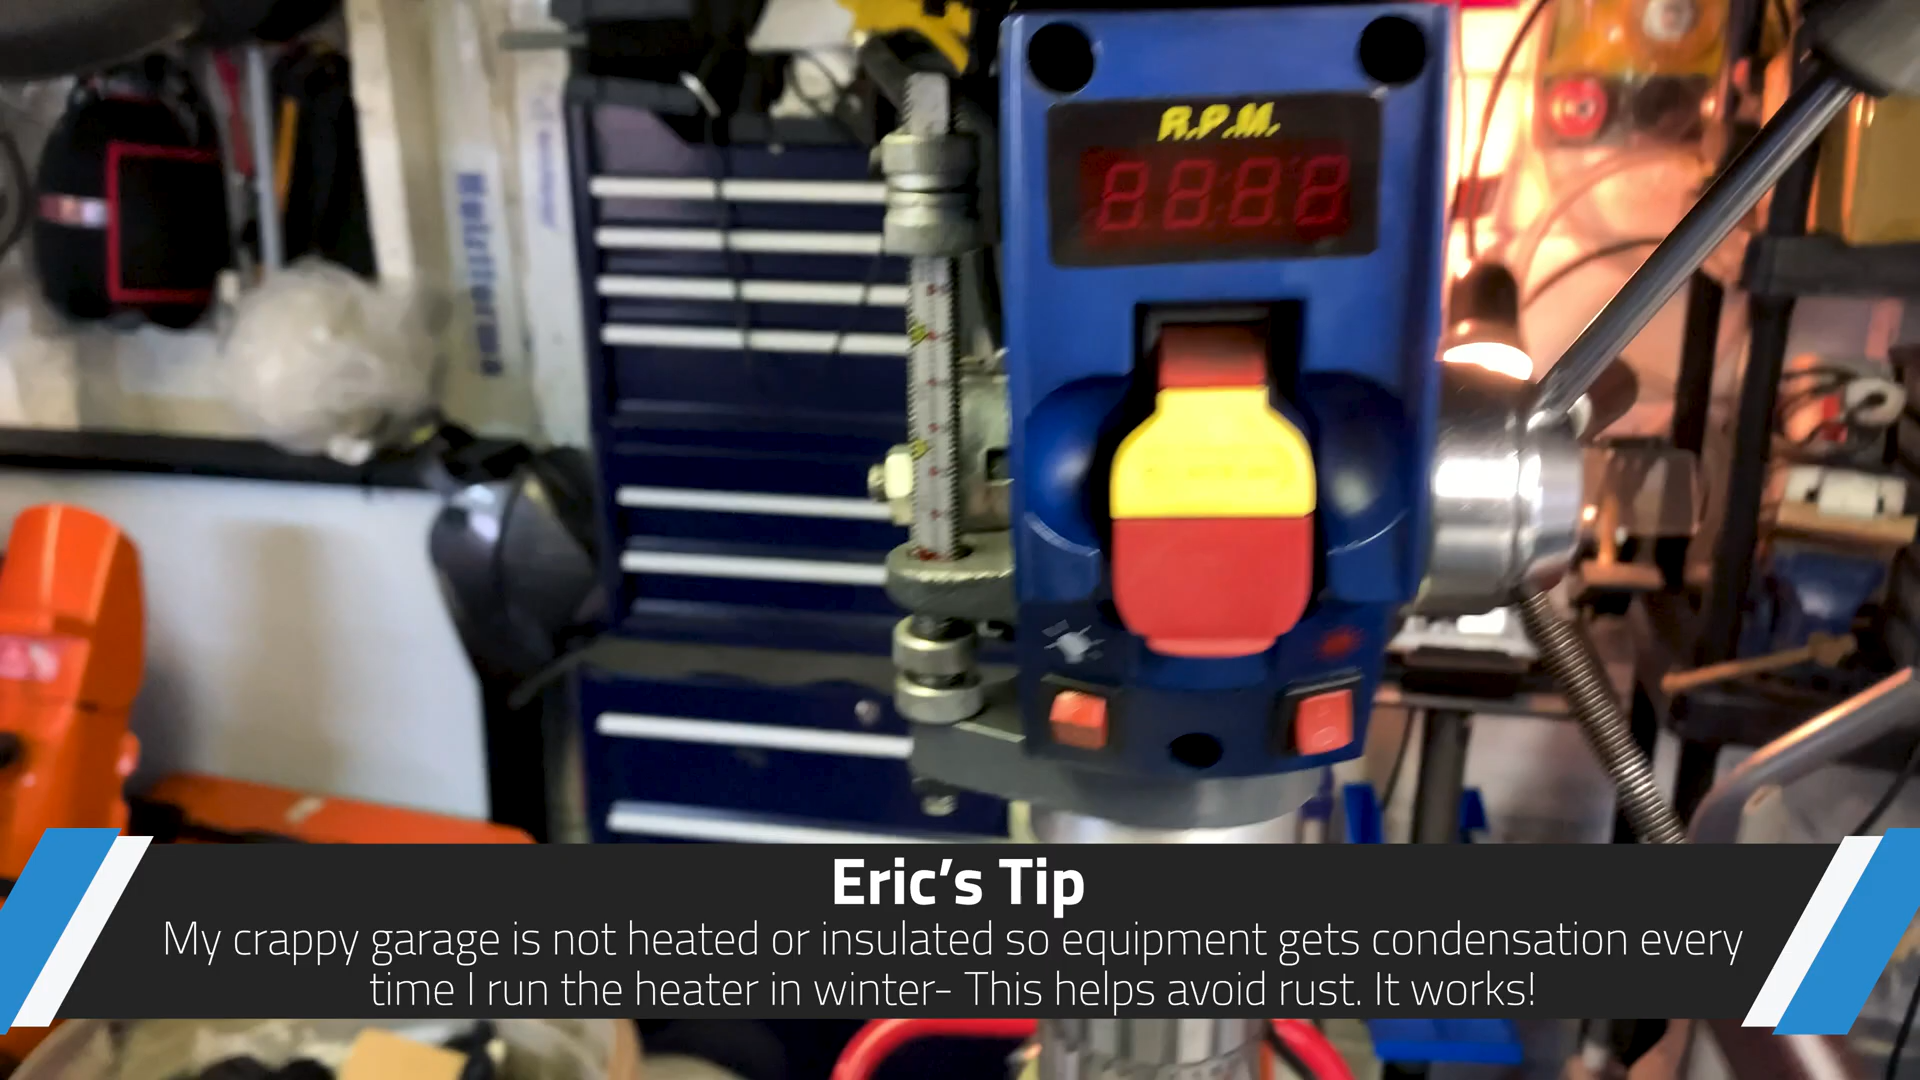 R.P.M.
8888
Eric's Tip
My crappy garage is not heated or insulated so equipment gets condensation every
time I run the heater in winter- This helps avoid rust. It works!